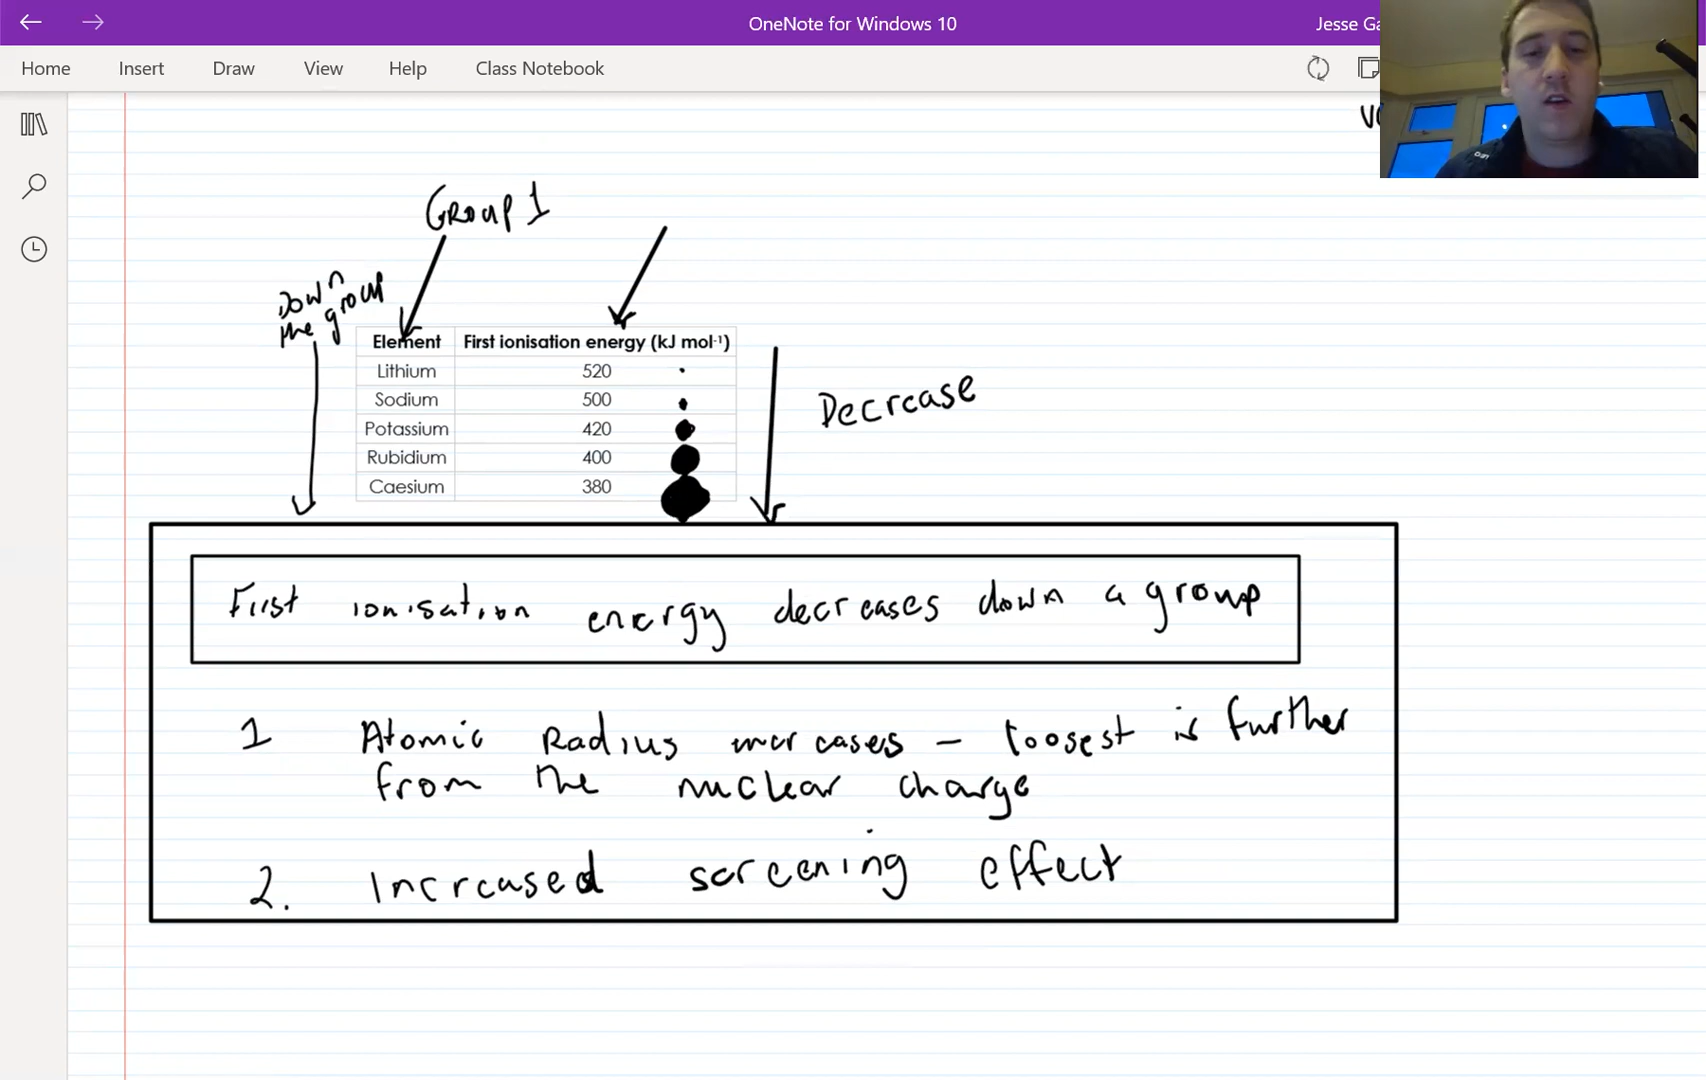 OneNote for Windows 10
Jesse Ga
Home Insert Draw View Help Class Notebook
Group 1
Down
the group
Element First ionisation energy (kJ mol⁻¹)
Lithium 520
Sodium 500
Potassium 420
Rubidium 400
Caesium 380
Decrease
First ionisation energy decreases down a group
1 Atomic Radius increases – loosest is further
from the nuclear charge
2. Increased screening effect